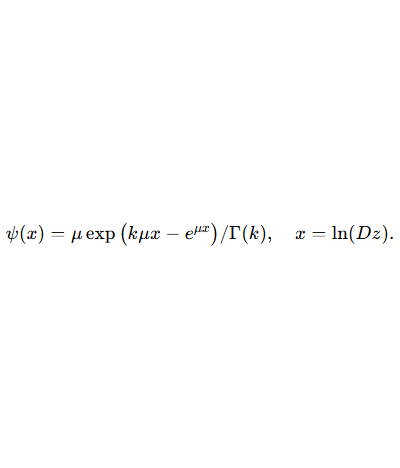 ψ(x) = μ exp (kμx − e^{μx})/Γ(k),  x = ln(Dz).